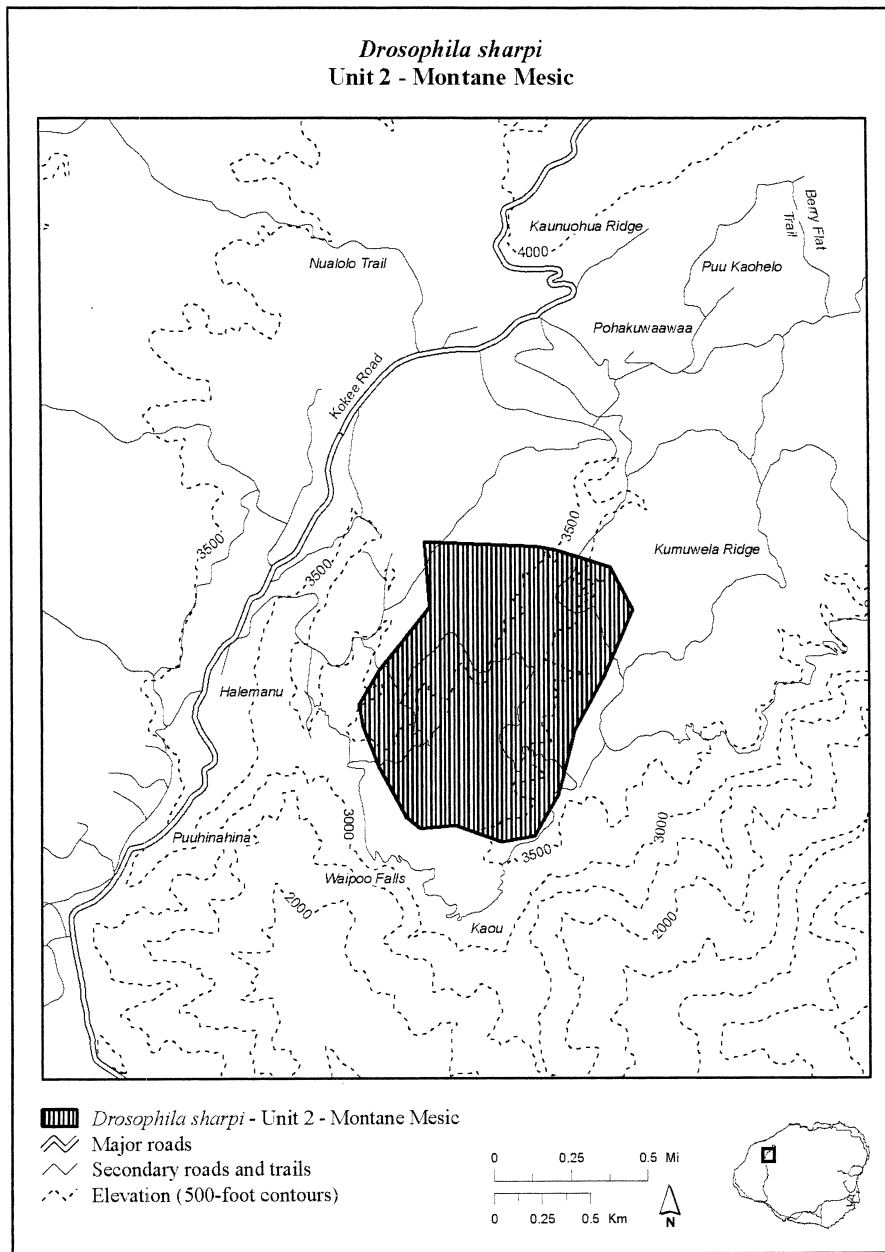 Drosophila sharpi
Unit 2 - Montane Mesic
Kaunuohua Ridge
4000
Berry Flat
Trail
Nualolo Trail
Puu Kaohelo
Pohakuwaawaa
Kokee Road
3500
3500
3500
Kumuwela Ridge
Halemanu
3000
Puuhinahina
3500
3000
Waipoo Falls
2000
Kaou
2000
Drosophila sharpi - Unit 2 - Montane Mesic
Major roads
Secondary roads and trails
Elevation (500-foot contours)
0 0.25 0.5 Mi
0 0.25 0.5 Km
N